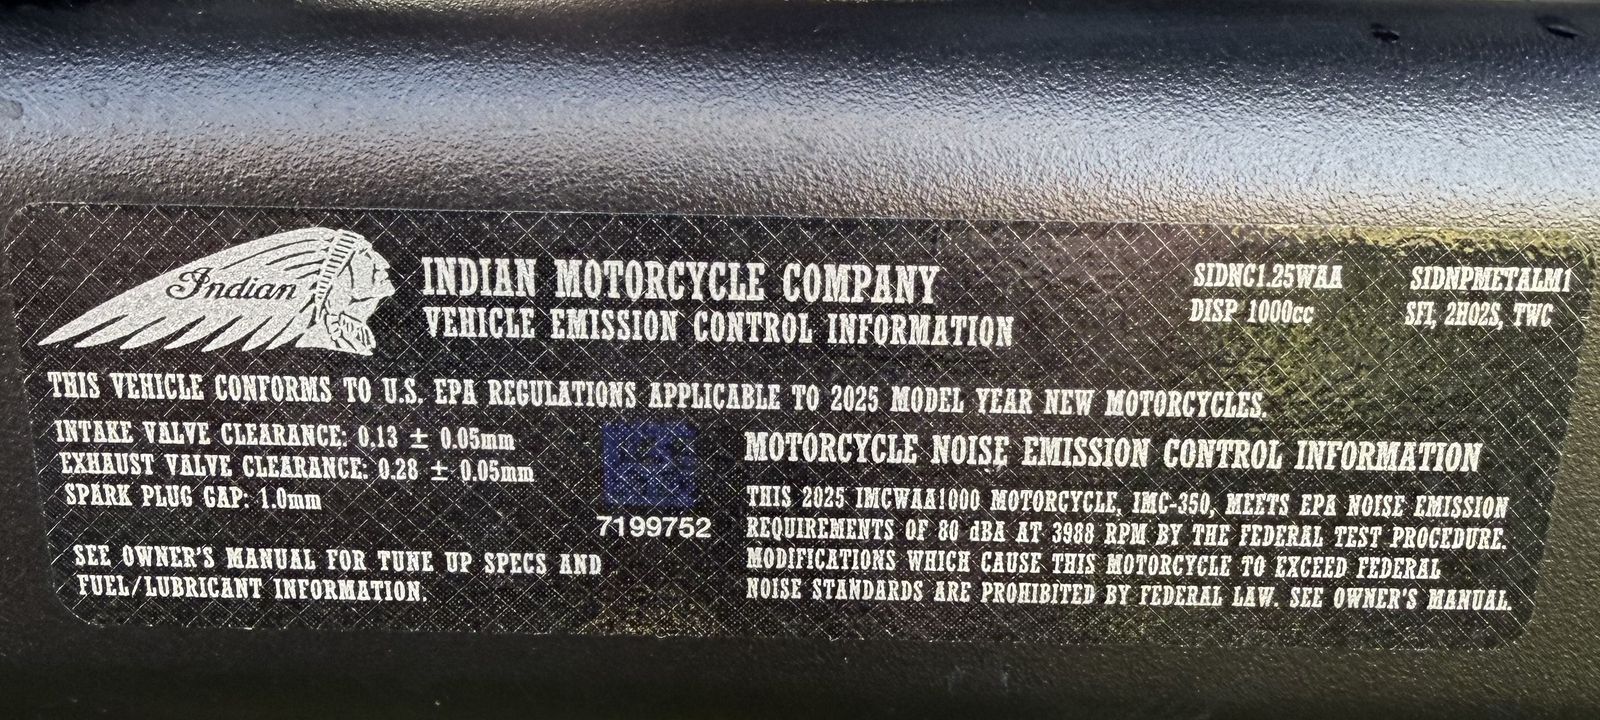 Indian
INDIAN MOTORCYCLE COMPANY
VEHICLE EMISSION CONTROL INFORMATION
SIDNC1.25WAA SIDNPMETALM1
DISP 1000cc SFI, 2HO2S, TWC
THIS VEHICLE CONFORMS TO U.S. EPA REGULATIONS APPLICABLE TO 2025 MODEL YEAR NEW MOTORCYCLES.
INTAKE VALVE CLEARANCE: 0.13 ± 0.05mm
EXHAUST VALVE CLEARANCE: 0.28 ± 0.05mm
SPARK PLUG GAP: 1.0mm
7199752
SEE OWNER'S MANUAL FOR TUNE UP SPECS AND
FUEL/LUBRICANT INFORMATION.
MOTORCYCLE NOISE EMISSION CONTROL INFORMATION
THIS 2025 IMCWAA1000 MOTORCYCLE, IMC-350, MEETS EPA NOISE EMISSION
REQUIREMENTS OF 80 dBA AT 3988 RPM BY THE FEDERAL TEST PROCEDURE.
MODIFICATIONS WHICH CAUSE THIS MOTORCYCLE TO EXCEED FEDERAL
NOISE STANDARDS ARE PROHIBITED BY FEDERAL LAW. SEE OWNER'S MANUAL.